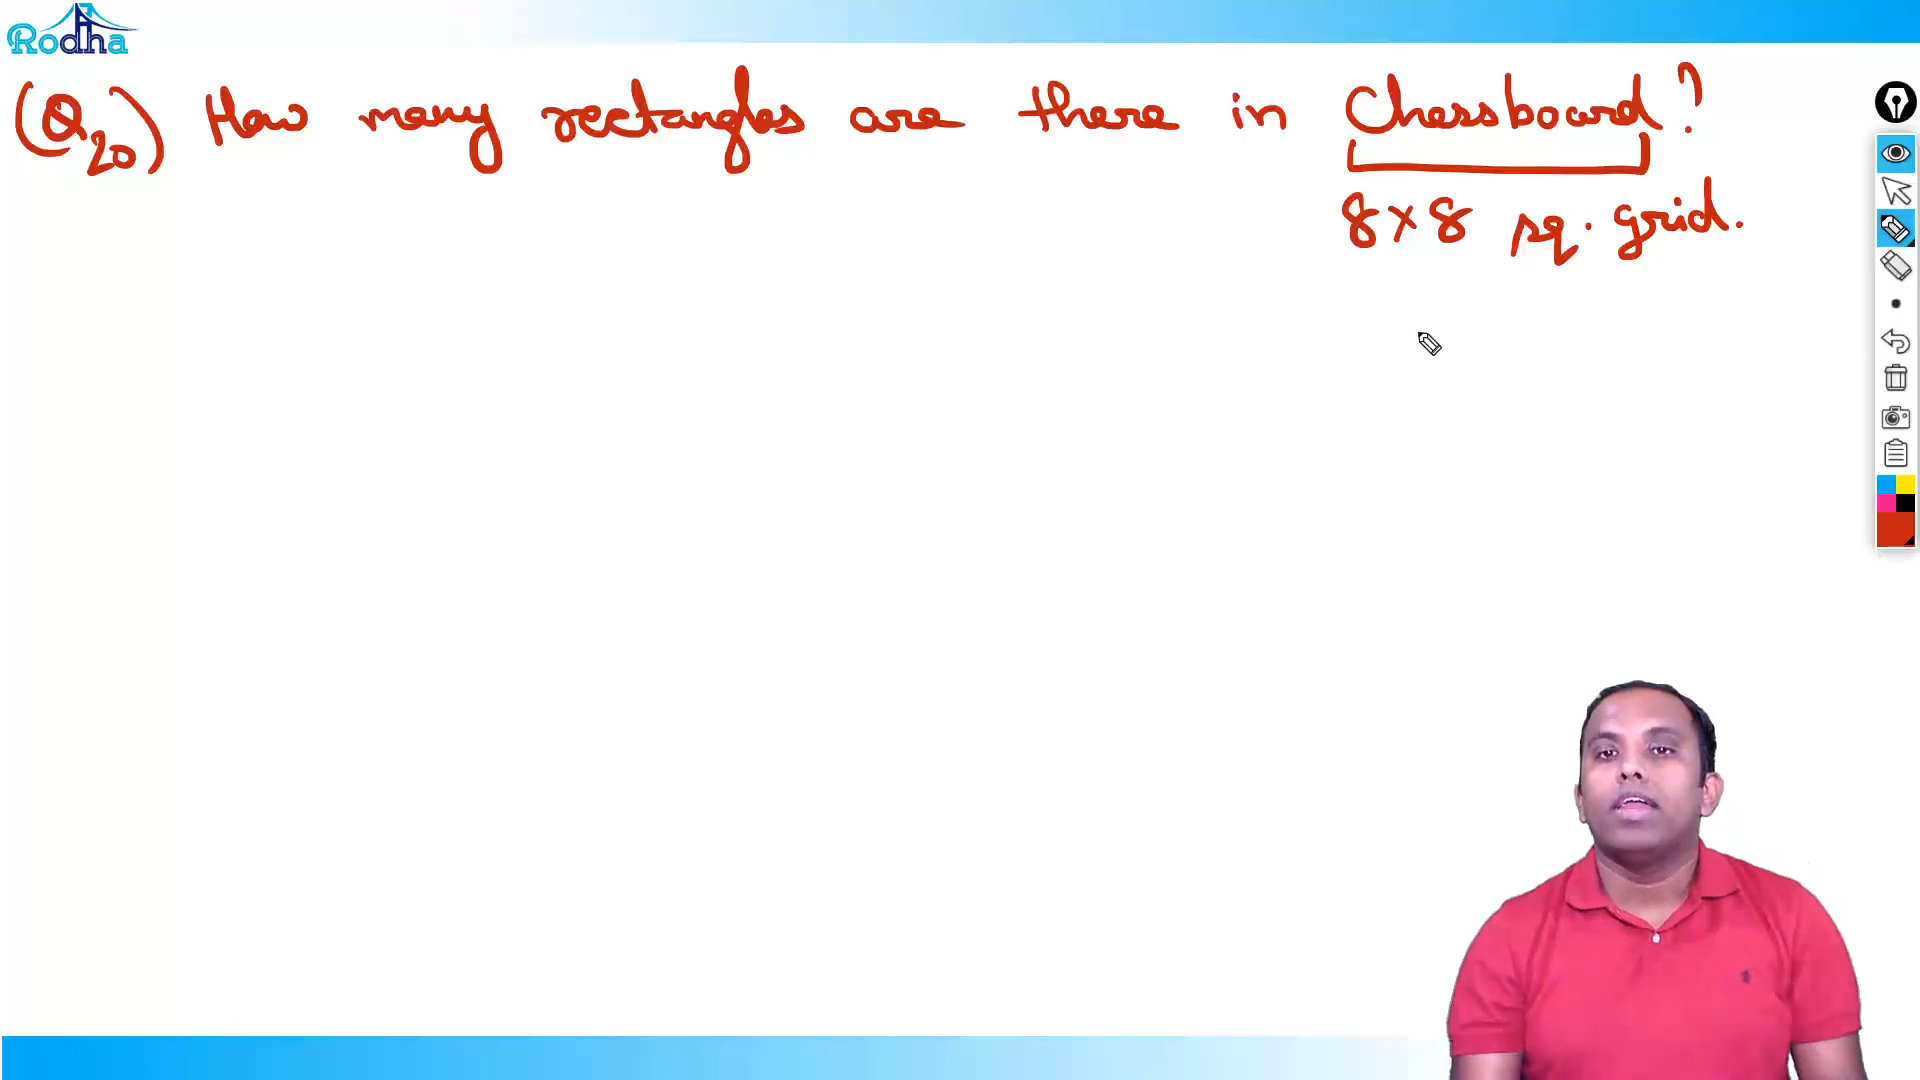 Rodha
(Q20) How many rectangles are there in Chessboard?
8×8 sq. grid.